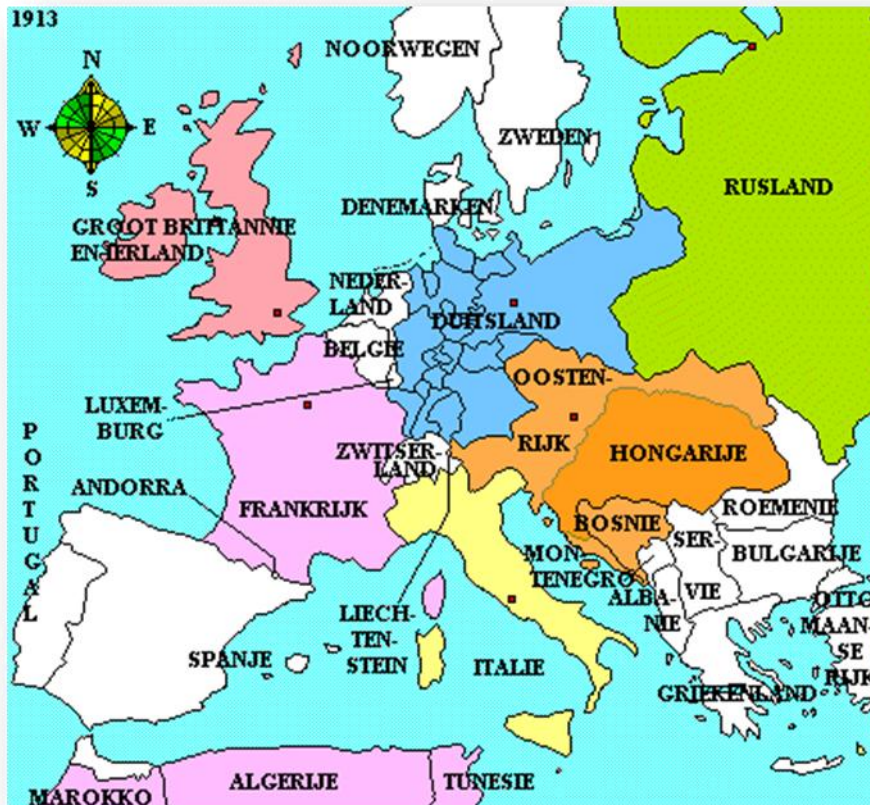 1913
NOORWEGEN
N
W
E
S
ZWEDEN
RUSLAND
DENEMARKEN
GROOT BRITTANNIE
EN IERLAND
NEDER-
LAND
DUITSLAND
BELGIE
OOSTEN-
RIJK
LUXEM-
BURG
HONGARIJE
ZWITSER-
LAND
PORTUGAL
ANDORRA
FRANKRIJK
ROEMENIE
BOSNIE
SER-
VIE
BULGARIJE
MON-
TENEGRO
ALBA-
NIE
OTTO-
MAAN-
SE
RIJK
LIECH-
TEN-
STEIN
SPANJE
ITALIE
GRIEKENLAND
MAROKKO
ALGERIJE
TUNESIE